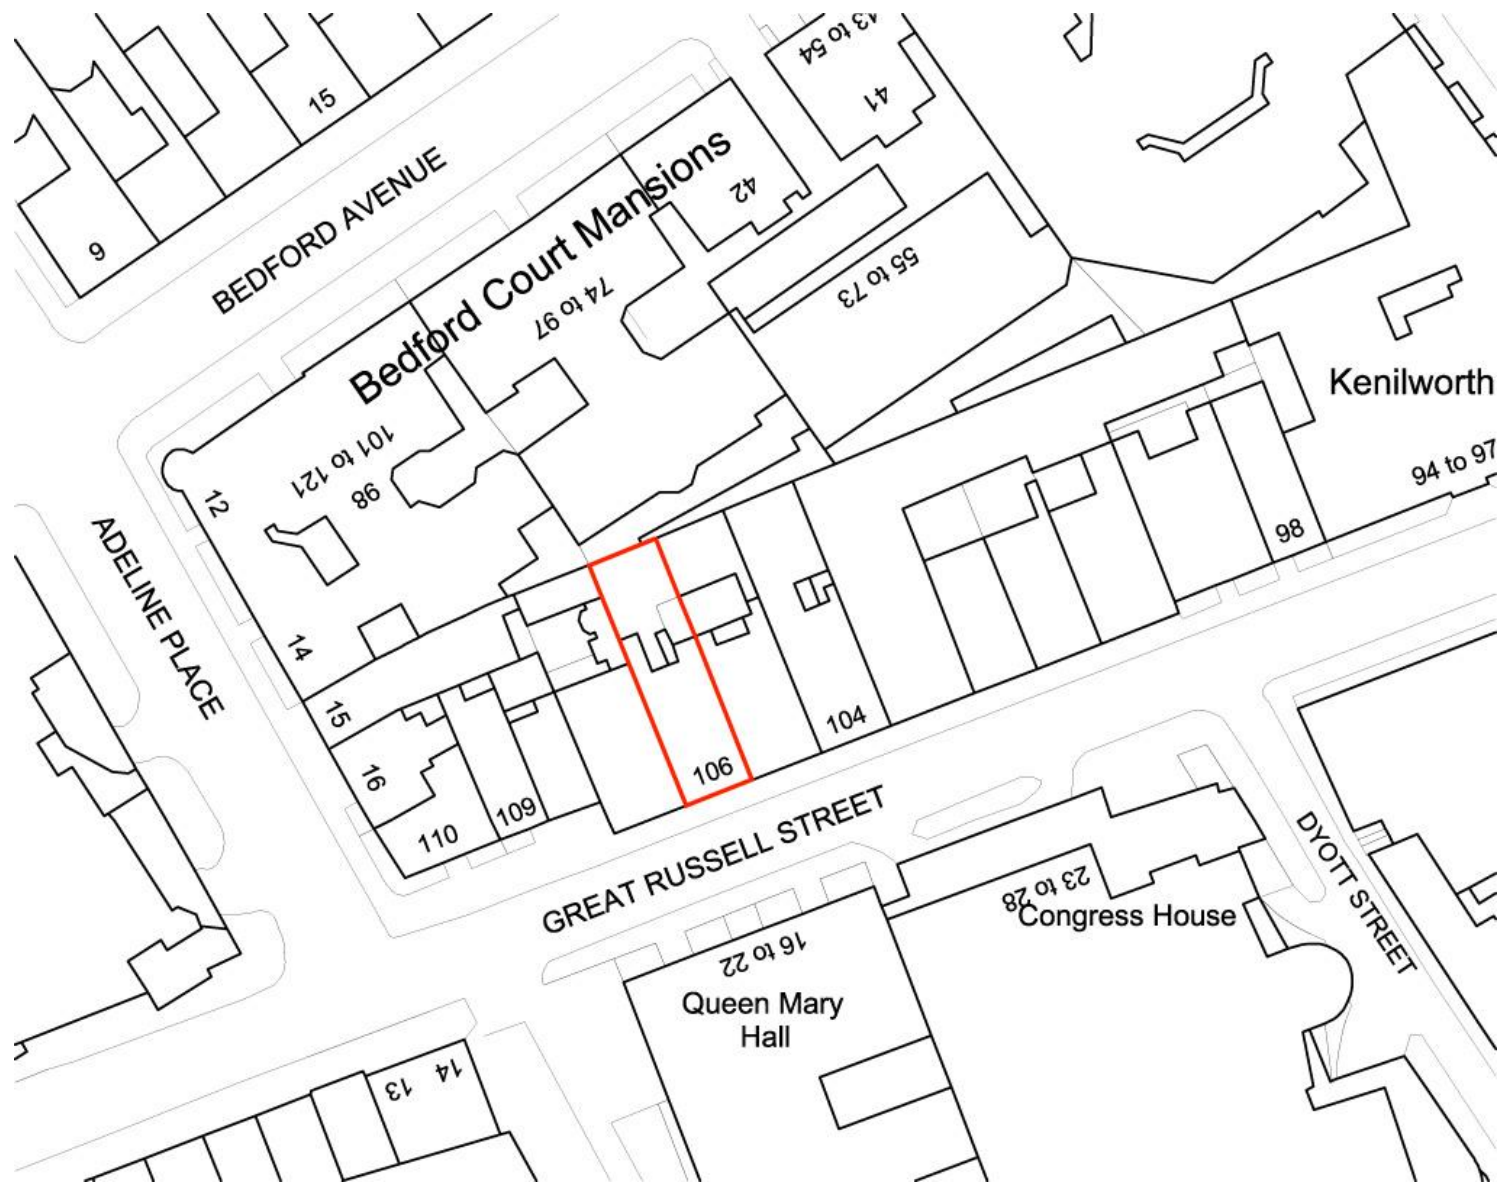 43 to 54
41
15
9
BEDFORD AVENUE
Bedford Court Mansions
42
55 to 73
74 to 97
Kenilworth
101 to 121
98
12
94 to 97
98
ADELINE PLACE
14
15
16
104
106
109
110
GREAT RUSSELL STREET
DYOTT STREET
23 to 28
Congress House
16 to 22
Queen Mary
Hall
13
14